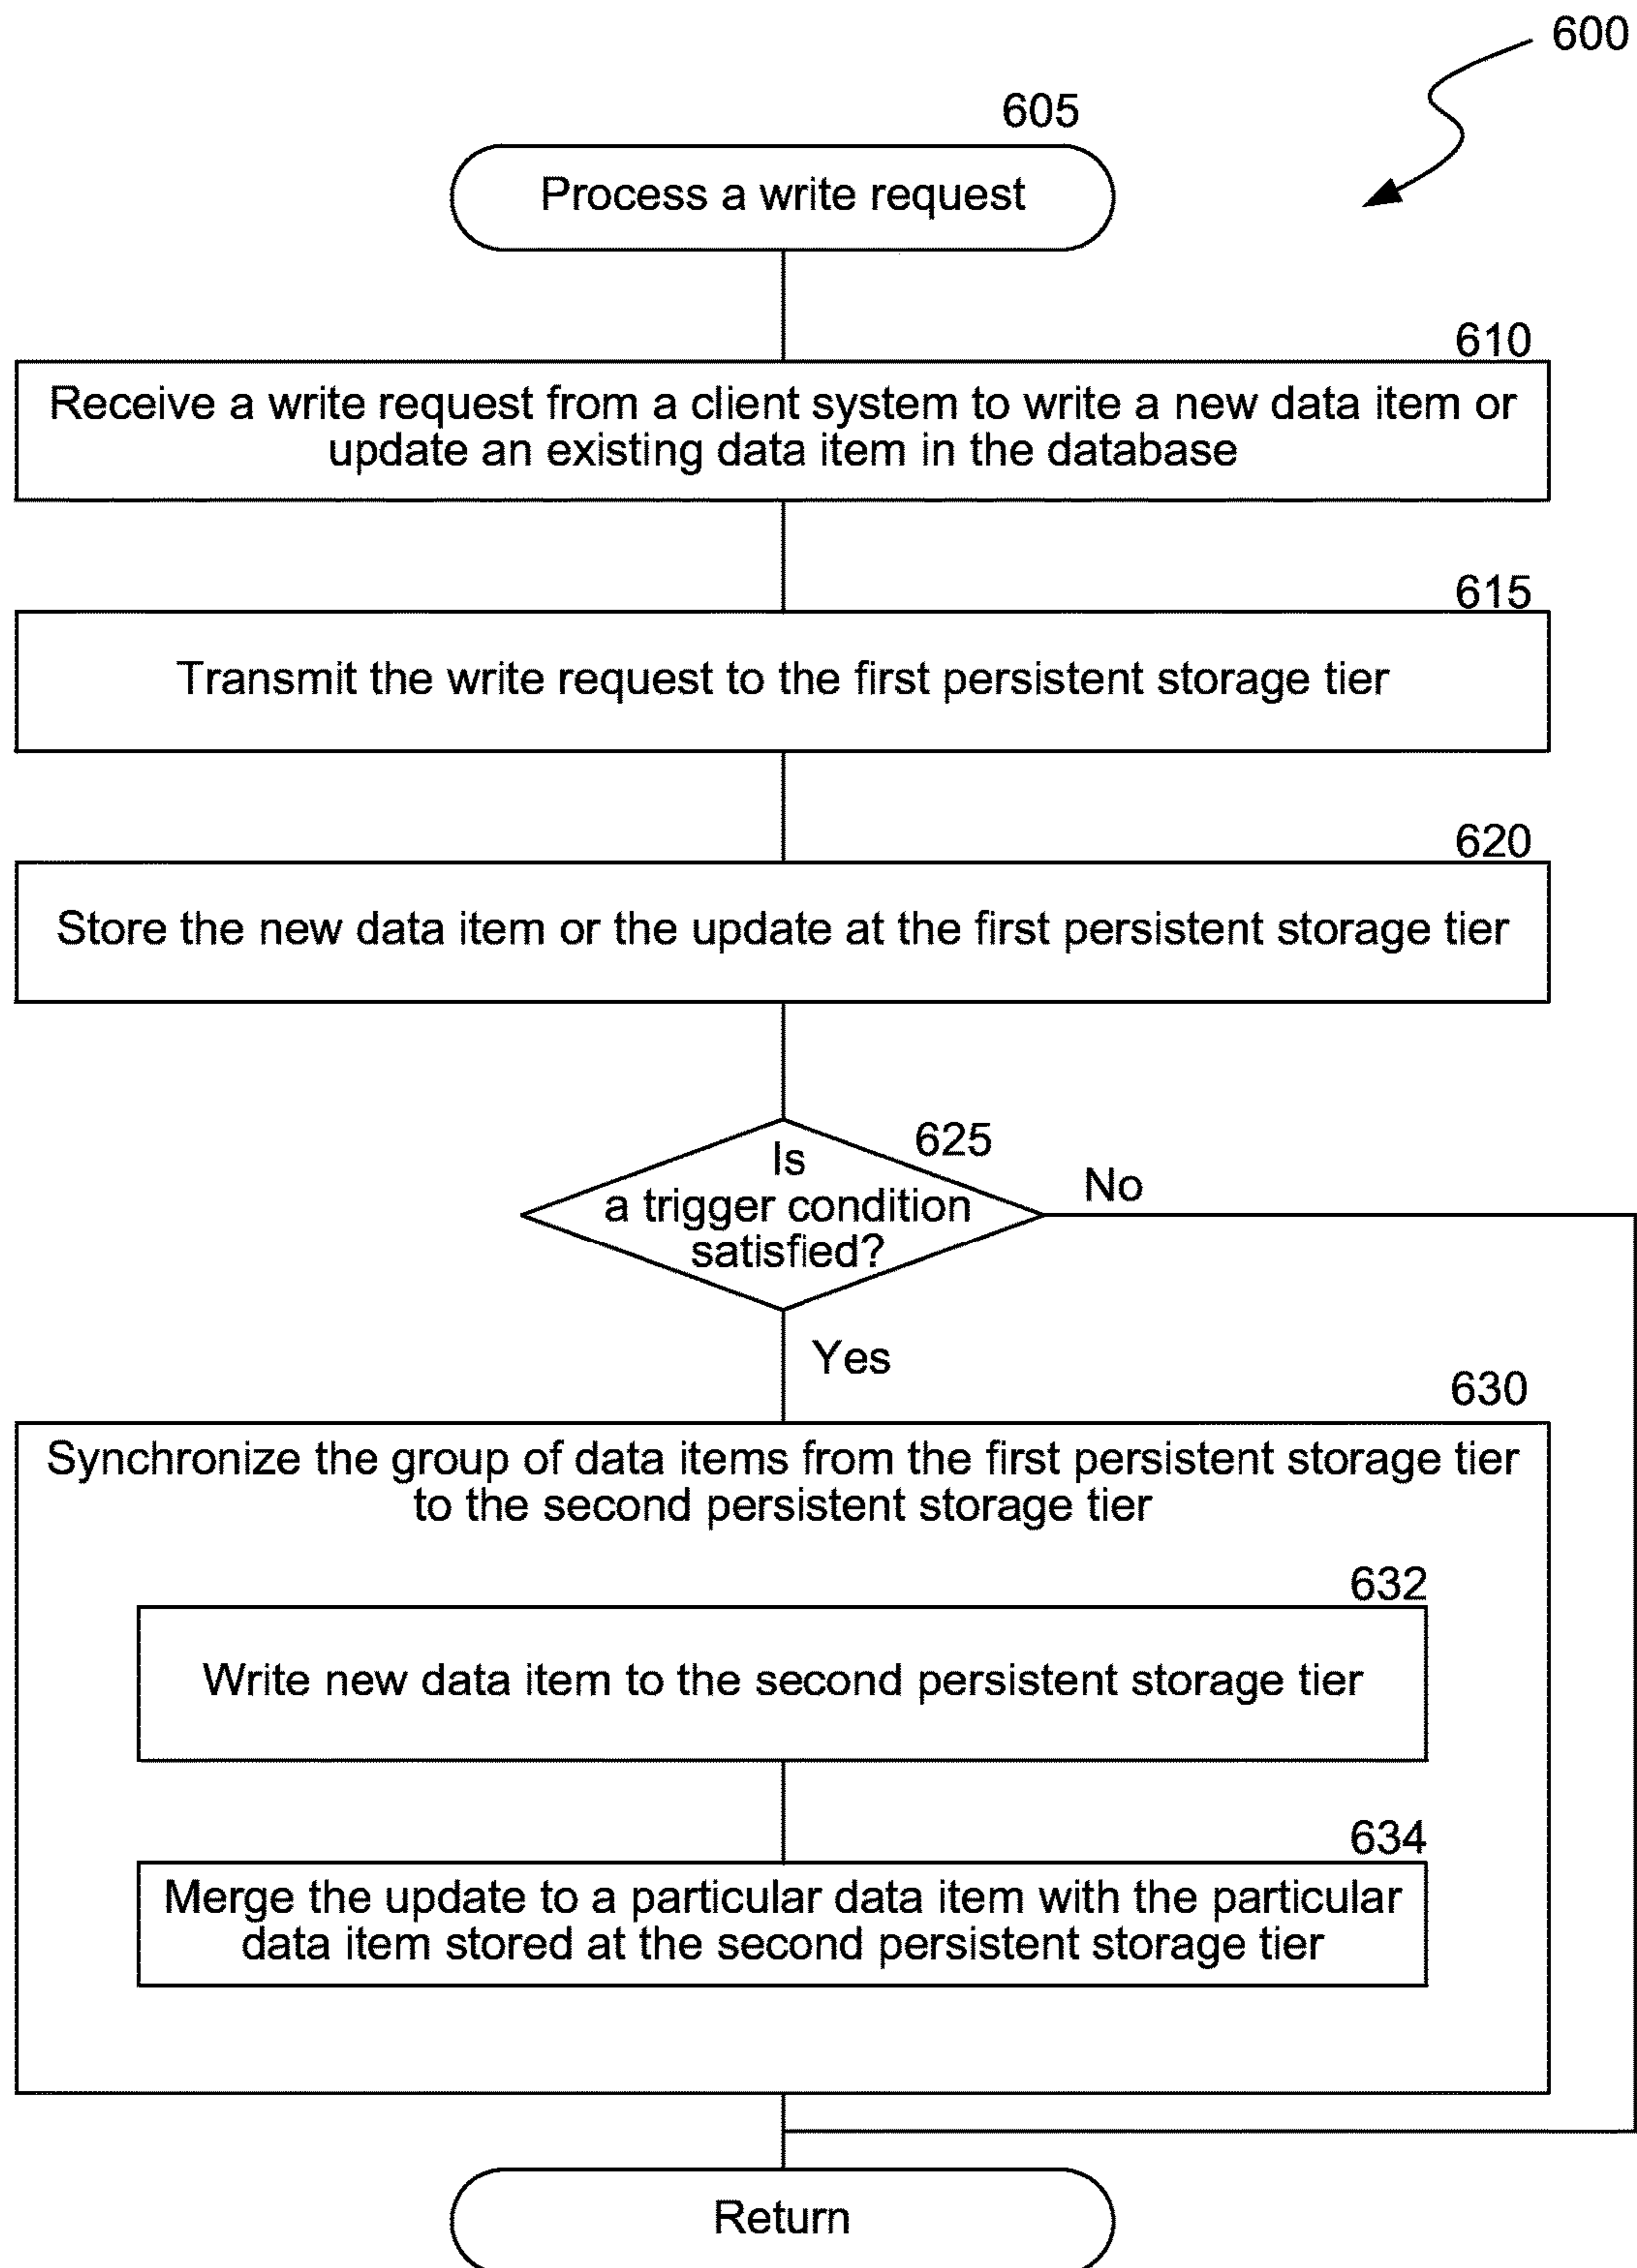 600
605
Process a write request
610
Receive a write request from a client system to write a new data item or
update an existing data item in the database
615
Transmit the write request to the first persistent storage tier
620
Store the new data item or the update at the first persistent storage tier
625
Is
a trigger condition
satisfied?
No
Yes
630
Synchronize the group of data items from the first persistent storage tier
to the second persistent storage tier
632
Write new data item to the second persistent storage tier
634
Merge the update to a particular data item with the particular
data item stored at the second persistent storage tier
Return